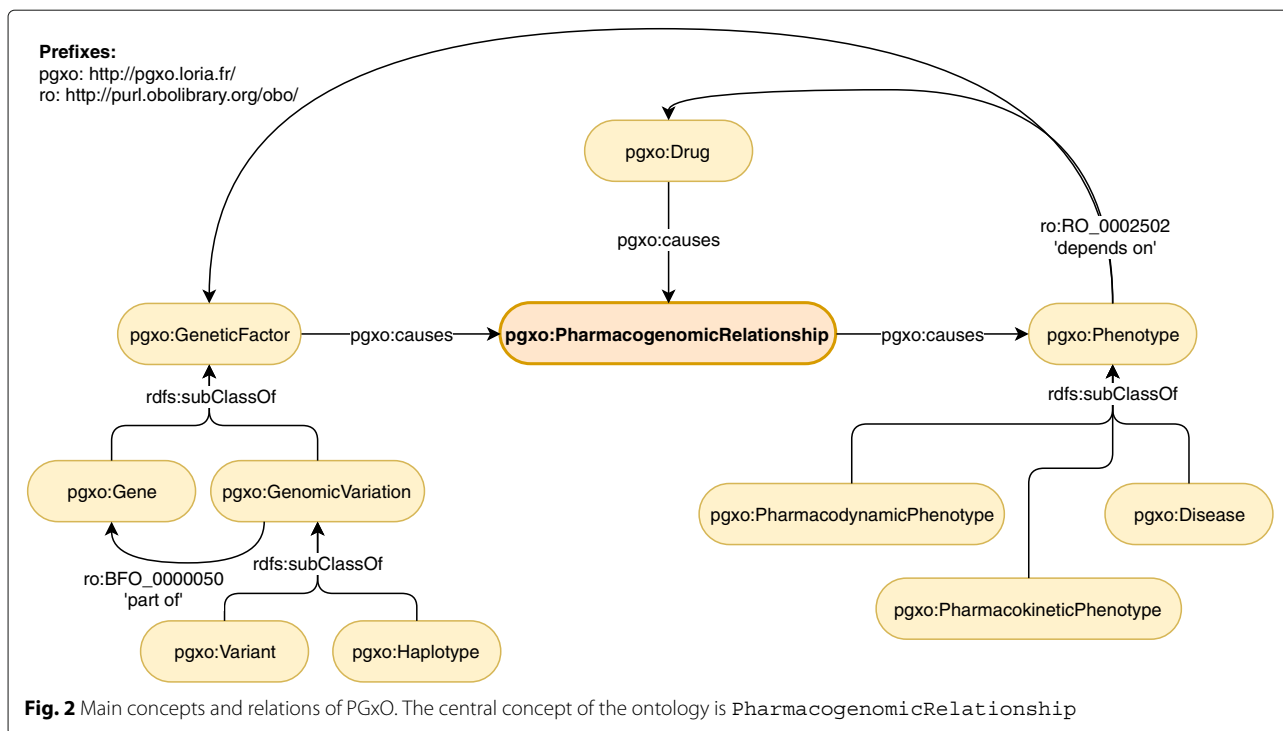 Prefixes:
pgxo: http://pgxo.loria.fr/
ro: http://purl.obolibrary.org/obo/
pgxo:Drug
ro:RO_0002502
'depends on'
pgxo:causes
pgxo:GeneticFactor
pgxo:causes
pgxo:PharmacogenomicRelationship
pgxo:causes
pgxo:Phenotype
rdfs:subClassOf
rdfs:subClassOf
pgxo:Gene
pgxo:GenomicVariation
pgxo:PharmacodynamicPhenotype
pgxo:Disease
ro:BFO_0000050
'part of'
rdfs:subClassOf
pgxo:PharmacokineticPhenotype
pgxo:Variant
pgxo:Haplotype
Fig. 2 Main concepts and relations of PGxO. The central concept of the ontology is PharmacogenomicRelationship